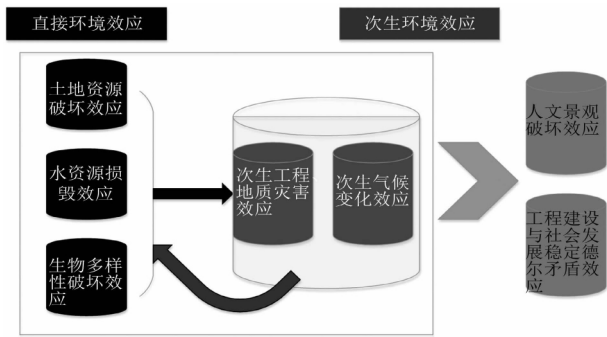 直接环境效应
次生环境效应
土地资源
破坏效应
水资源损
毁效应
生物多样
性破坏效
应
次生工程
地质灾害
效应
次生气候
变化效应
人文景观
破坏效应
工程建设
与社会发
展稳定德
尔矛盾效
应